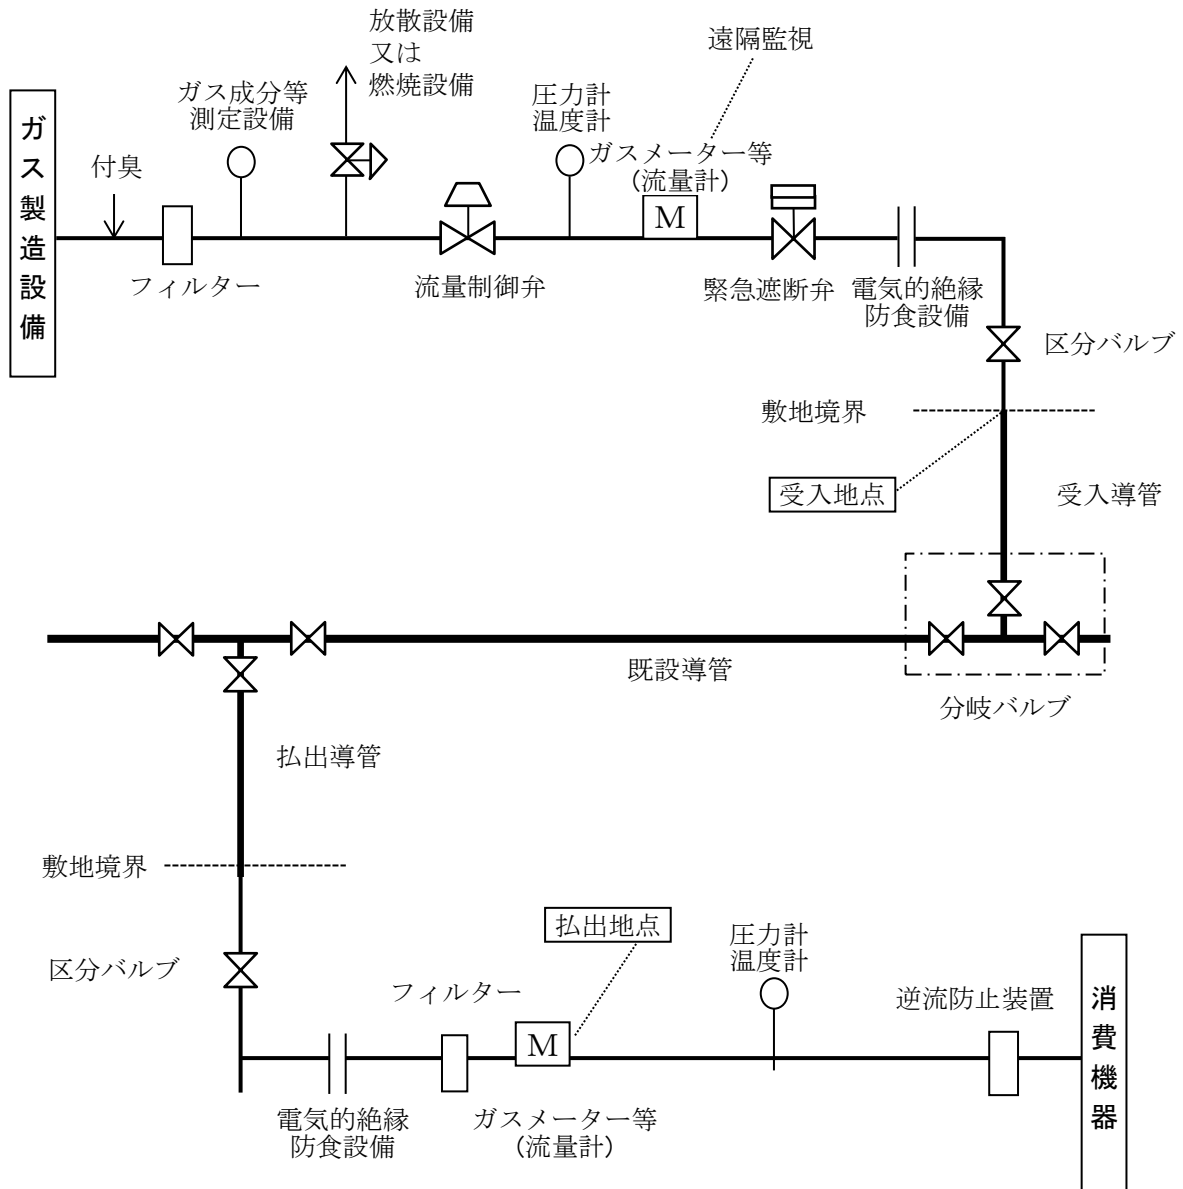 放散設備
又は
燃焼設備
遠隔監視
ガス成分等
測定設備
圧力計
温度計
ガス製造設備
付臭
ガスメーター等
(流量計)
M
フィルター
流量制御弁
緊急遮断弁
電気的絶縁
防食設備
区分バルブ
敷地境界
受入地点
受入導管
既設導管
分岐バルブ
払出導管
敷地境界
払出地点
圧力計
温度計
区分バルブ
フィルター
逆流防止装置
消費機器
M
電気的絶縁
防食設備
ガスメーター等
(流量計)